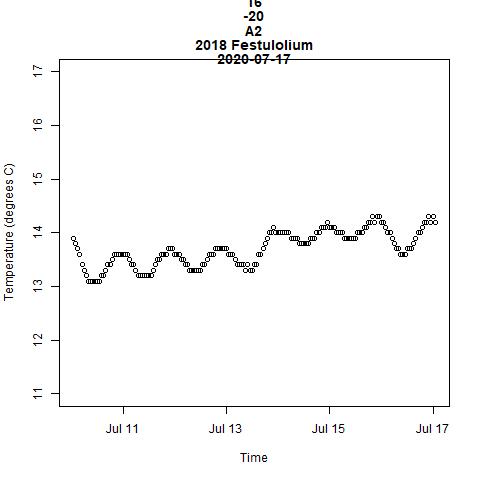 16
-20
A2
2018 Festulolium
2020-07-17
Temperature (degrees C)
17
16
15
14
13
12
11
Jul 11
Jul 13
Jul 15
Jul 17
Time